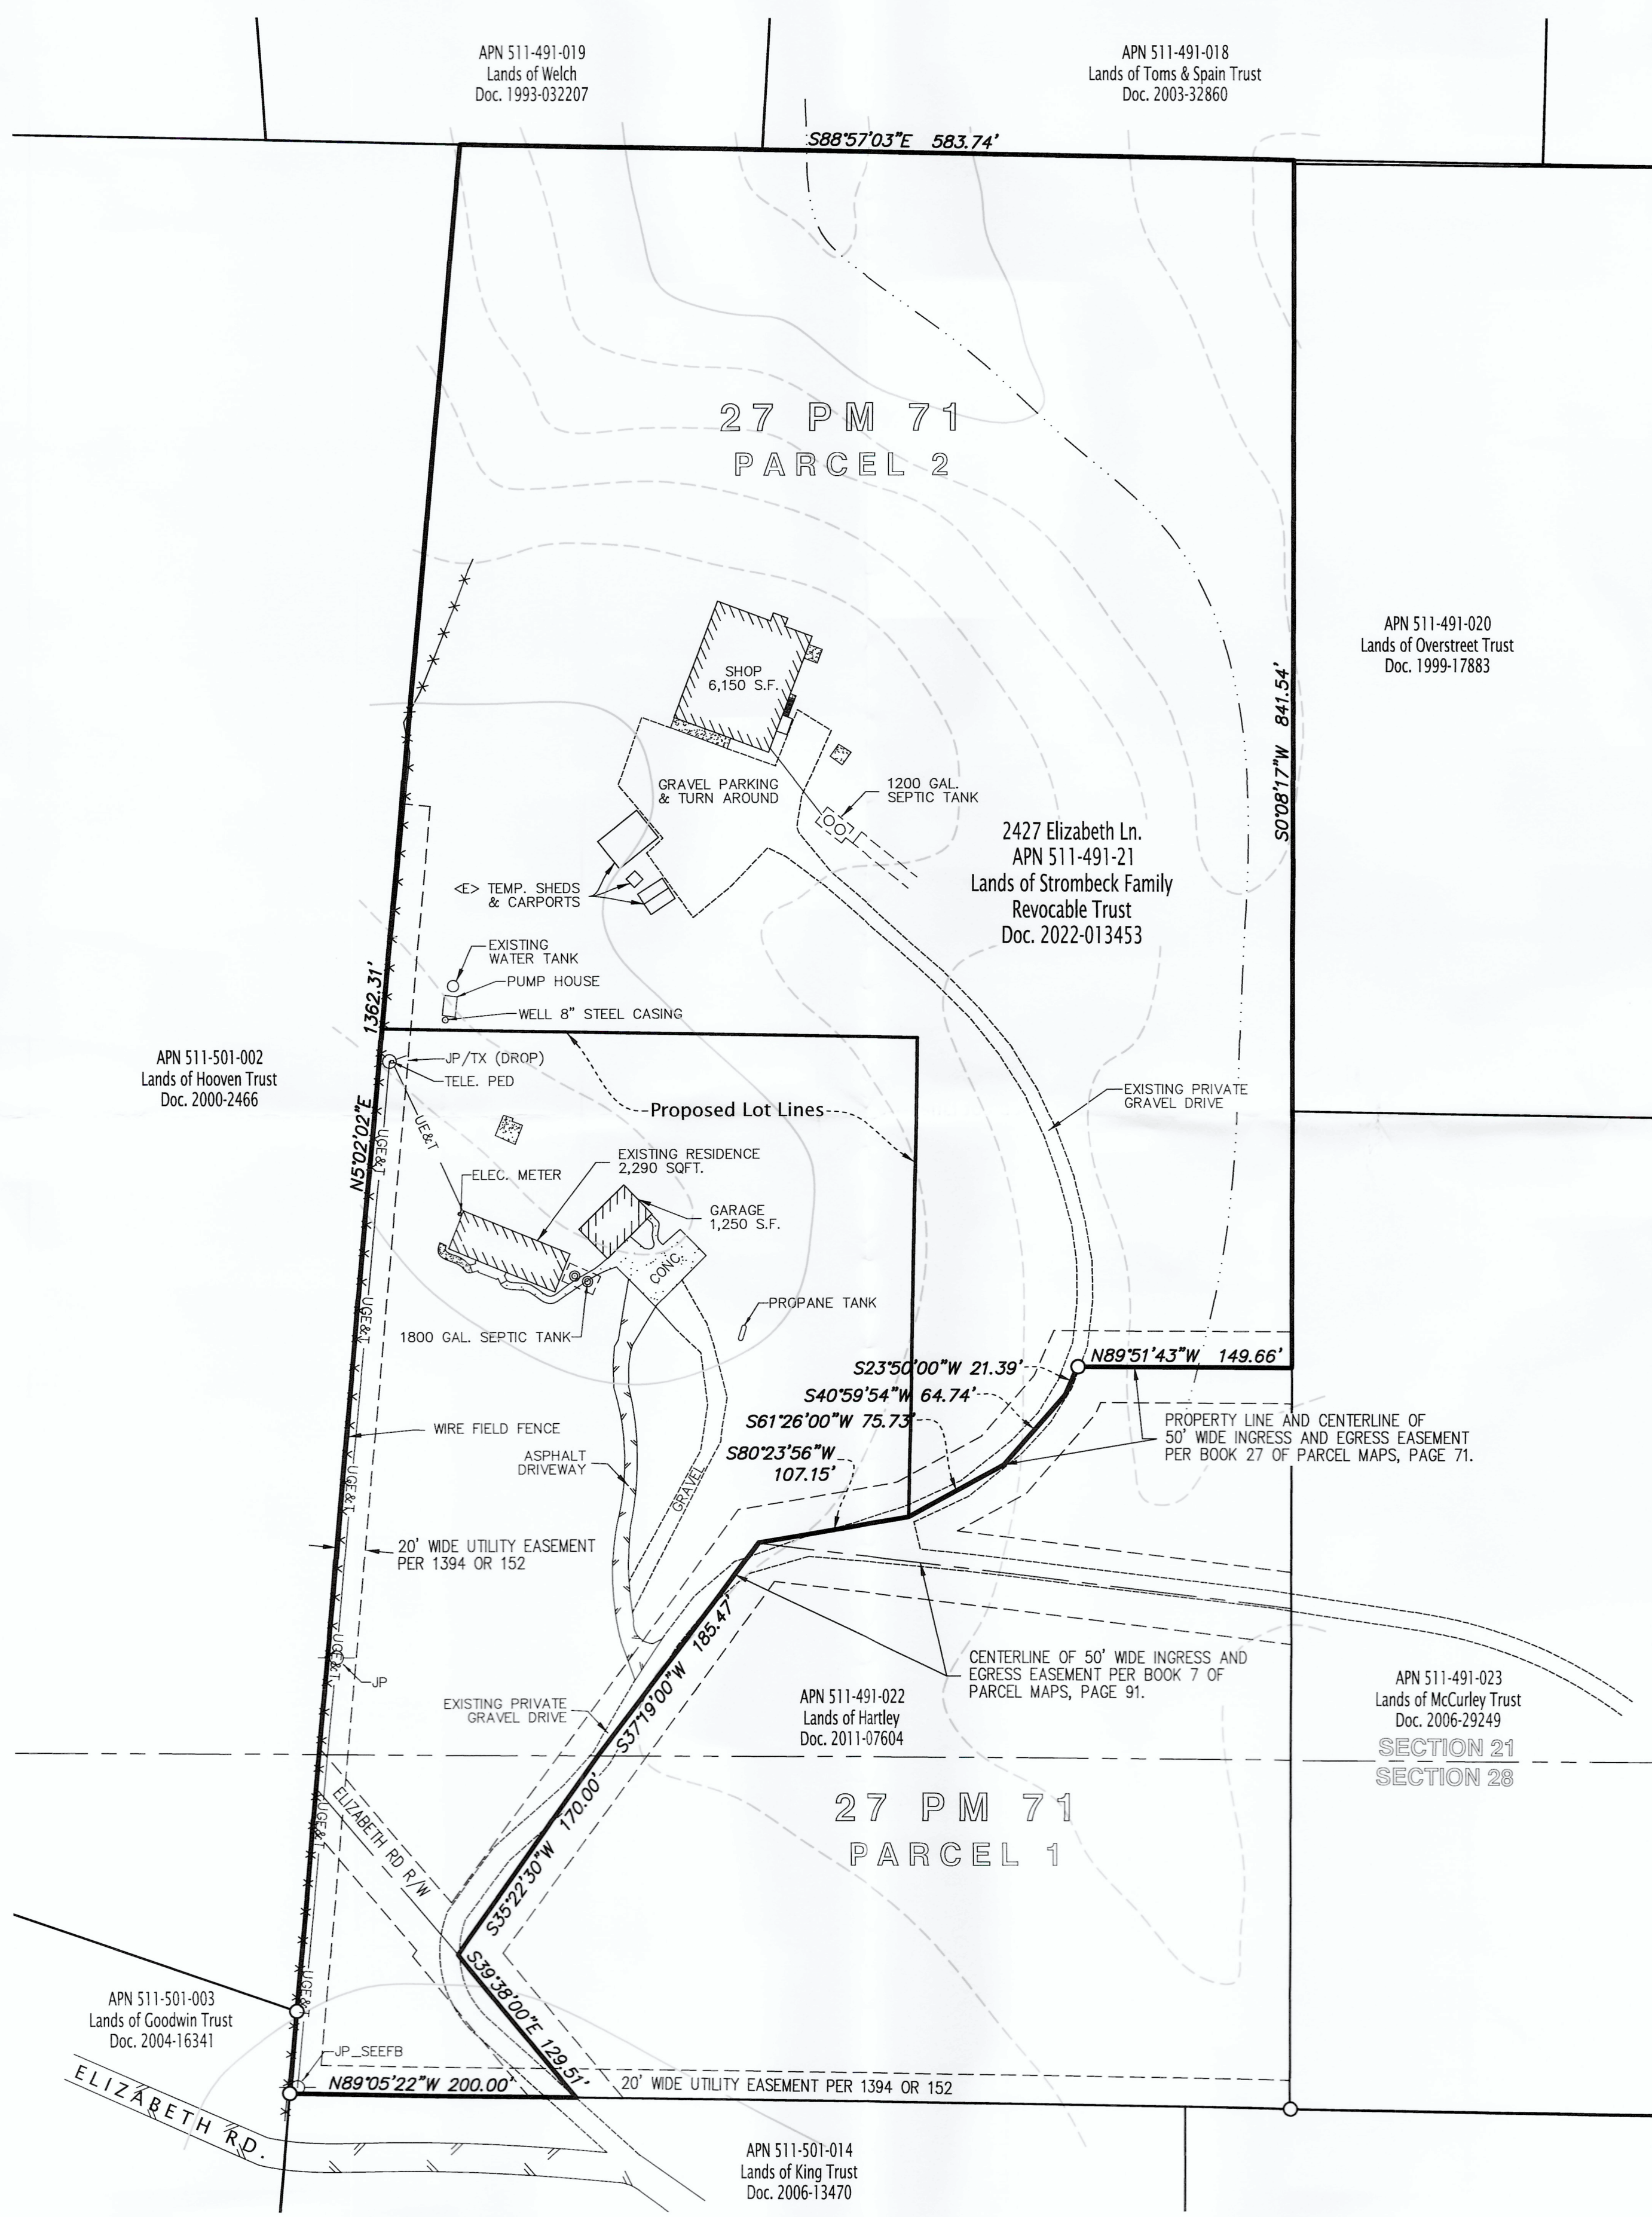 APN 511-491-019
Lands of Welch
Doc. 1993-032207
APN 511-491-018
Lands of Toms & Spain Trust
Doc. 2003-32860
S88°57'03"E 583.74'
27 PM 71
PARCEL 2
APN 511-491-020
Lands of Overstreet Trust
Doc. 1999-17883
S0°08'17"W 841.54'
SHOP
6,150 S.F.
GRAVEL PARKING
& TURN AROUND
1200 GAL.
SEPTIC TANK
2427 Elizabeth Ln.
APN 511-491-21
Lands of Strombeck Family
Revocable Trust
Doc. 2022-013453
<E> TEMP. SHEDS
& CARPORTS
EXISTING
WATER TANK
PUMP HOUSE
WELL 8" STEEL CASING
N5°02'02"E 1362.31'
APN 511-501-002
Lands of Hooven Trust
Doc. 2000-2466
JP/TX (DROP)
TELE. PED
UE&T
UGE&T
Proposed Lot Lines
EXISTING PRIVATE
GRAVEL DRIVE
EXISTING RESIDENCE
2,290 SQFT.
ELEC. METER
GARAGE
1,250 S.F.
CONC.
PROPANE TANK
1800 GAL. SEPTIC TANK
UGE&T
N89°51'43"W 149.66'
S23°50'00"W 21.39'
S40°59'54"W 64.74'
S61°26'00"W 75.73'
S80°23'56"W
107.15'
PROPERTY LINE AND CENTERLINE OF
50' WIDE INGRESS AND EGRESS EASEMENT
PER BOOK 27 OF PARCEL MAPS, PAGE 71.
WIRE FIELD FENCE
ASPHALT
DRIVEWAY
GRAVEL
UGE&T
20' WIDE UTILITY EASEMENT
PER 1394 OR 152
S37°19'00"W 185.47'
CENTERLINE OF 50' WIDE INGRESS AND
EGRESS EASEMENT PER BOOK 7 OF
PARCEL MAPS, PAGE 91.
UGE&T
JP
EXISTING PRIVATE
GRAVEL DRIVE
APN 511-491-022
Lands of Hartley
Doc. 2011-07604
APN 511-491-023
Lands of McCurley Trust
Doc. 2006-29249
SECTION 21
SECTION 28
27 PM 71
PARCEL 1
ELIZABETH RD R/W
UGE&T
S35°22'30"W 170.00'
S39°38'00"E 129.51'
UGE&T
APN 511-501-003
Lands of Goodwin Trust
Doc. 2004-16341
JP_SEEFB
N89°05'22"W 200.00'
20' WIDE UTILITY EASEMENT PER 1394 OR 152
ELIZABETH RD.
APN 511-501-014
Lands of King Trust
Doc. 2006-13470